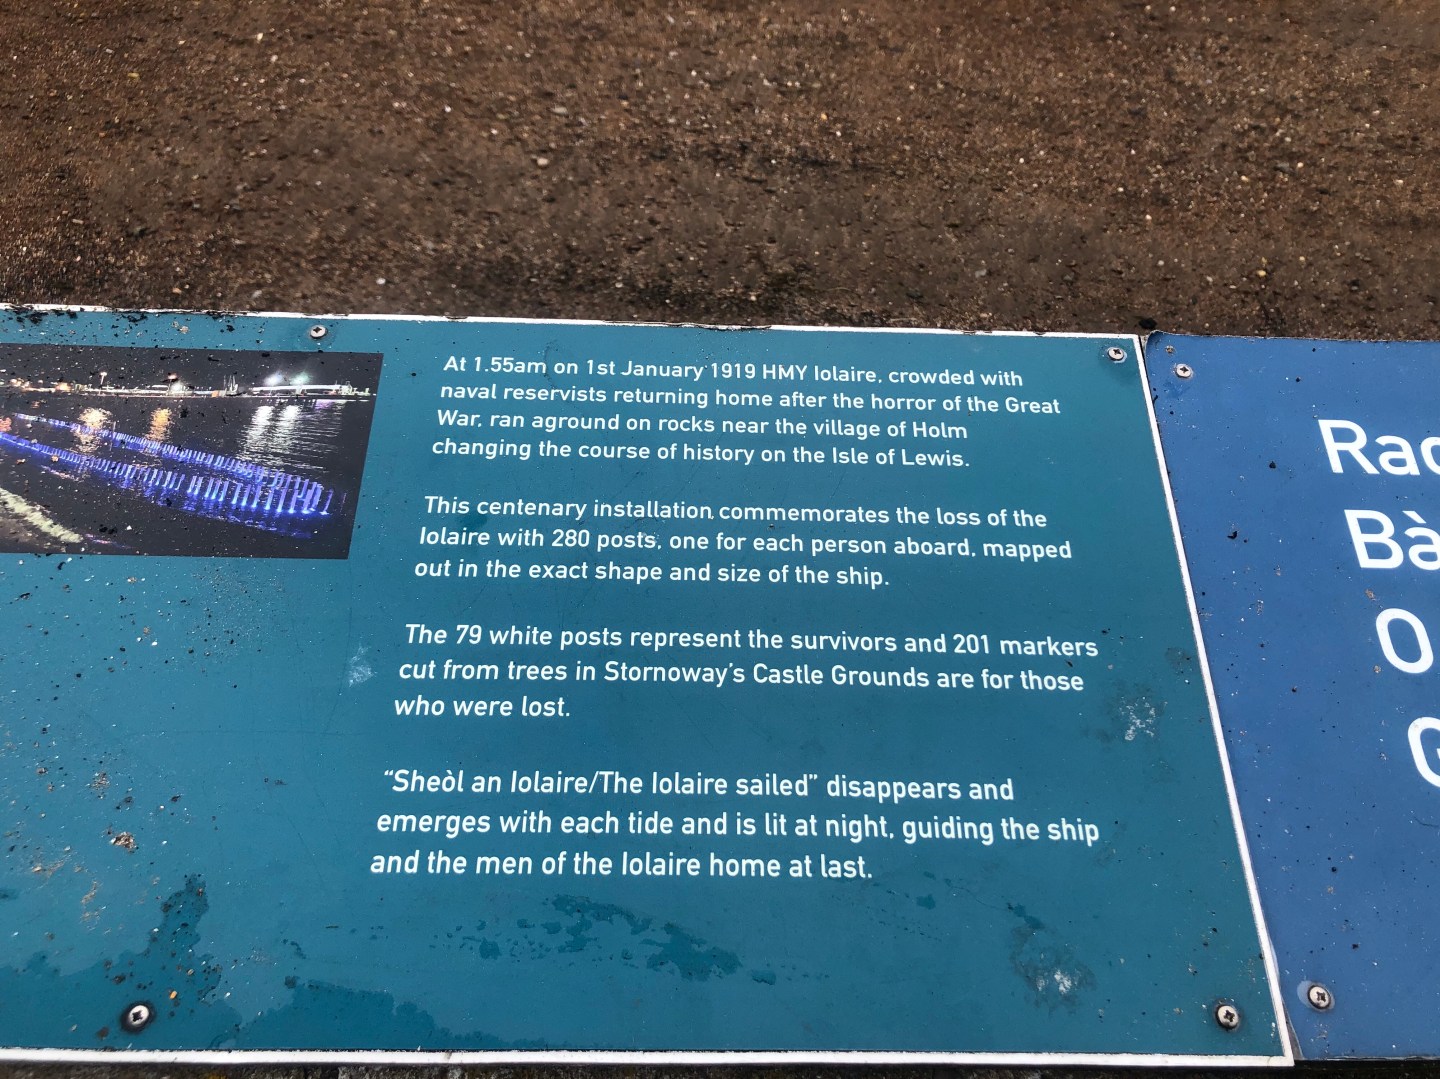 At 1.55am on 1st January 1919 HMY Iolaire, crowded with
naval reservists returning home after the horror of the Great
War, ran aground on rocks near the village of Holm
changing the course of history on the Isle of Lewis.
This centenary installation commemorates the loss of the
Iolaire with 280 posts, one for each person aboard, mapped
out in the exact shape and size of the ship.
The 79 white posts represent the survivors and 201 markers
cut from trees in Stornoway's Castle Grounds are for those
who were lost.
“Sheòl an Iolaire/The Iolaire sailed” disappears and
emerges with each tide and is lit at night, guiding the ship
and the men of the Iolaire home at last.